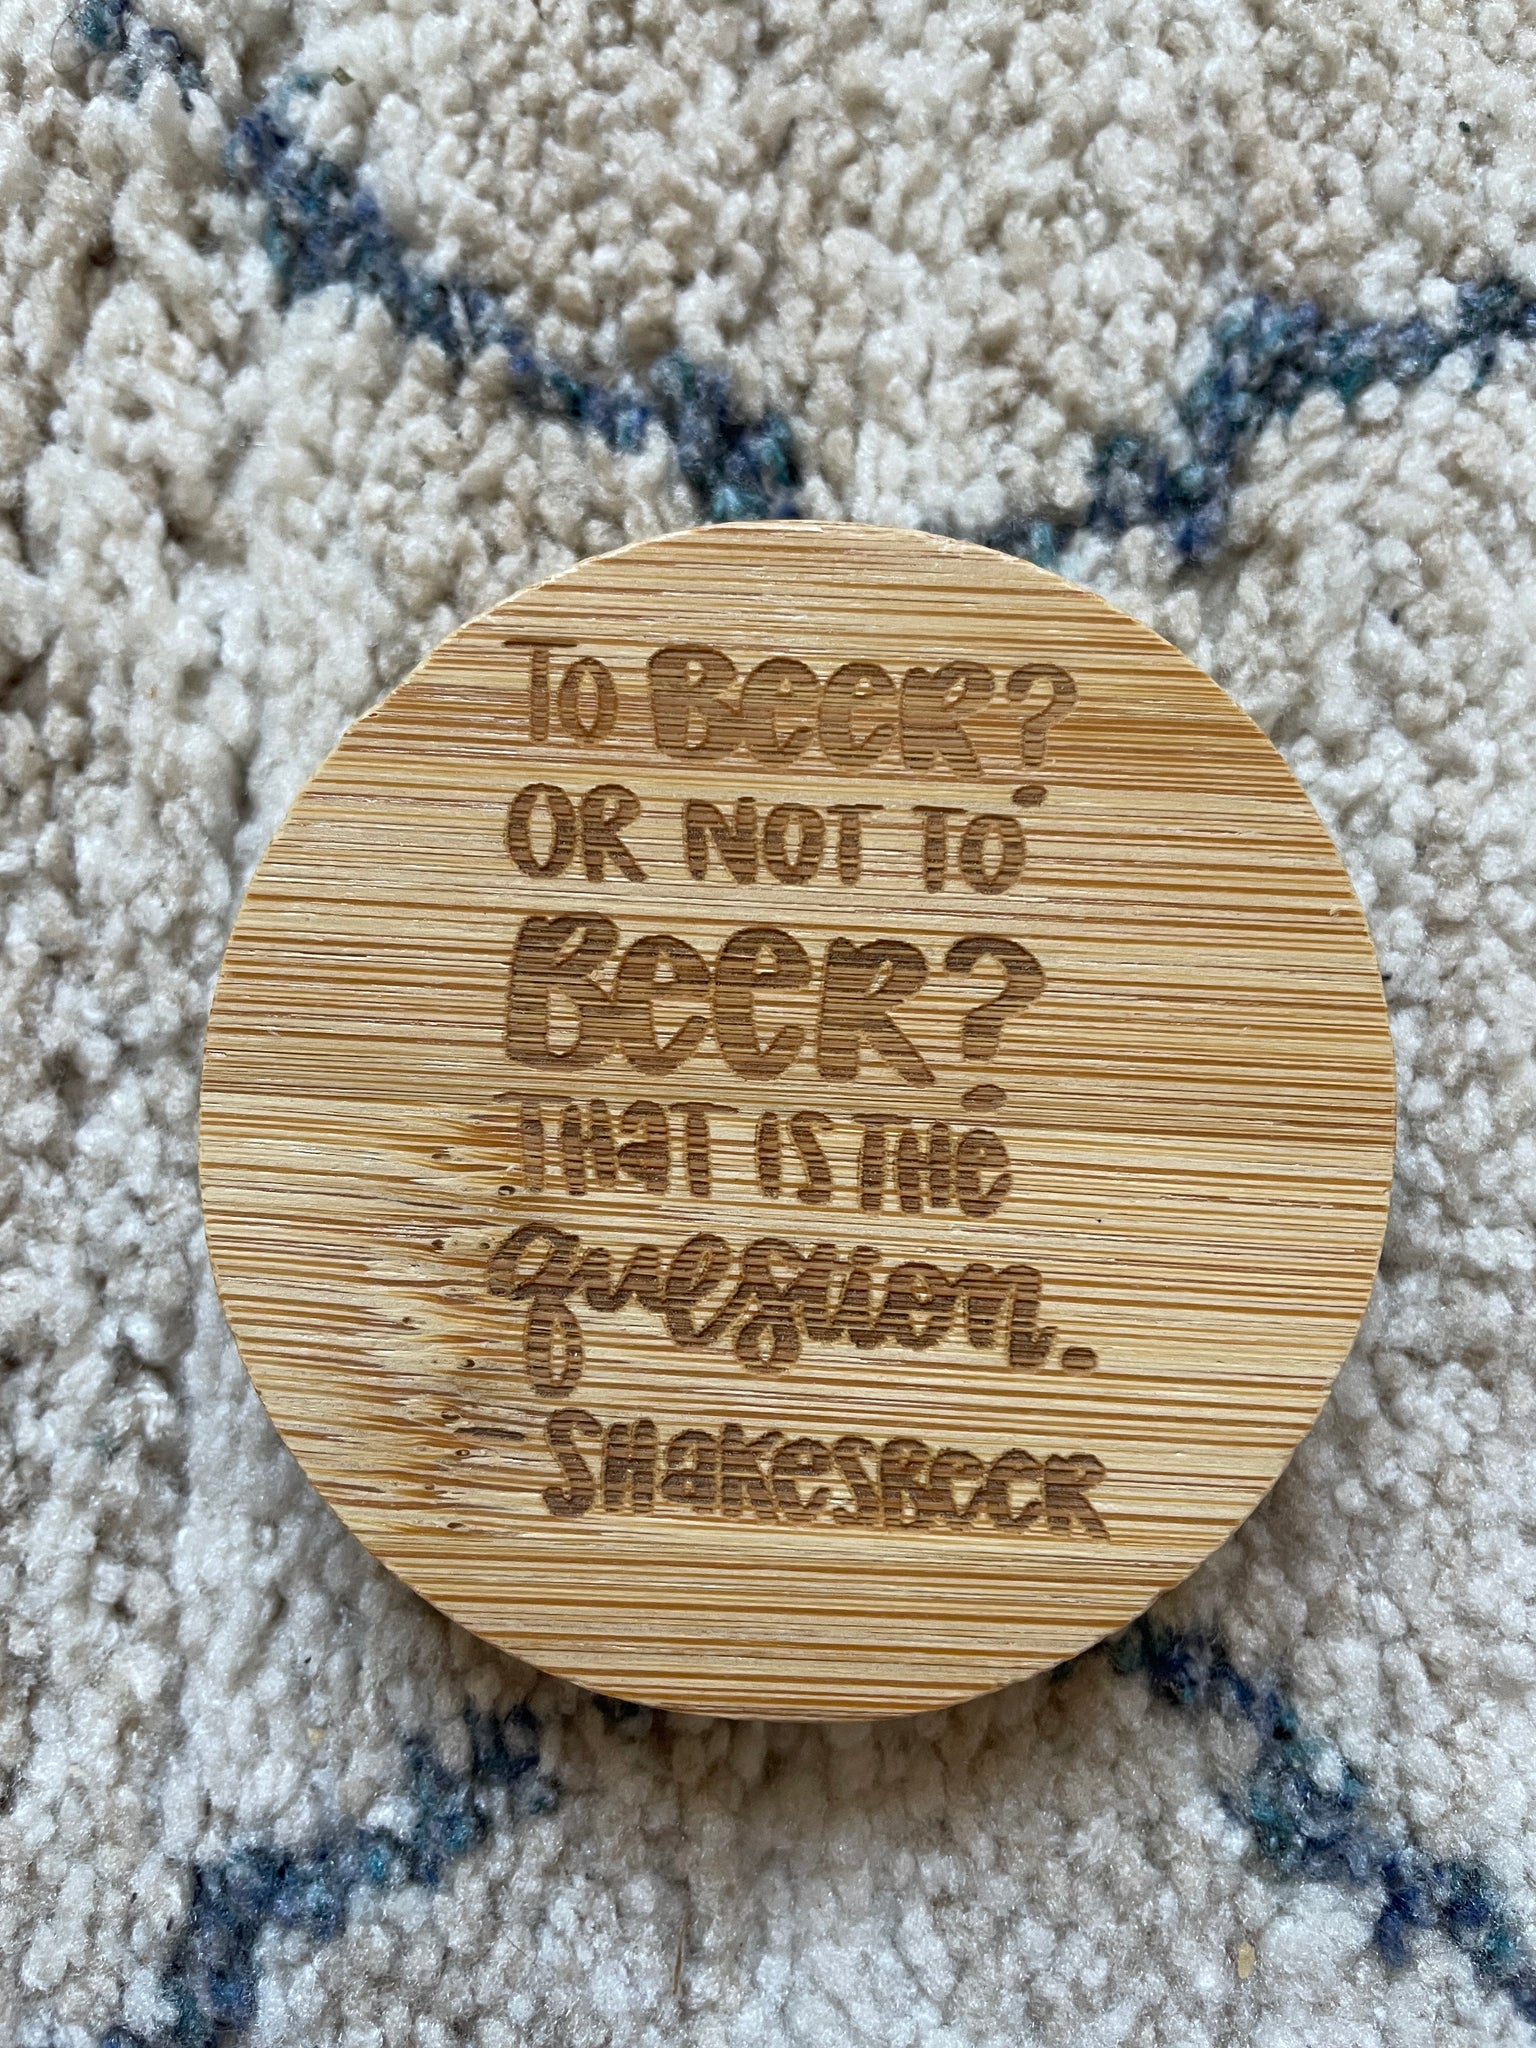 To Beer?
or not to
Beer?
That is the
question.
- Shakesbeer